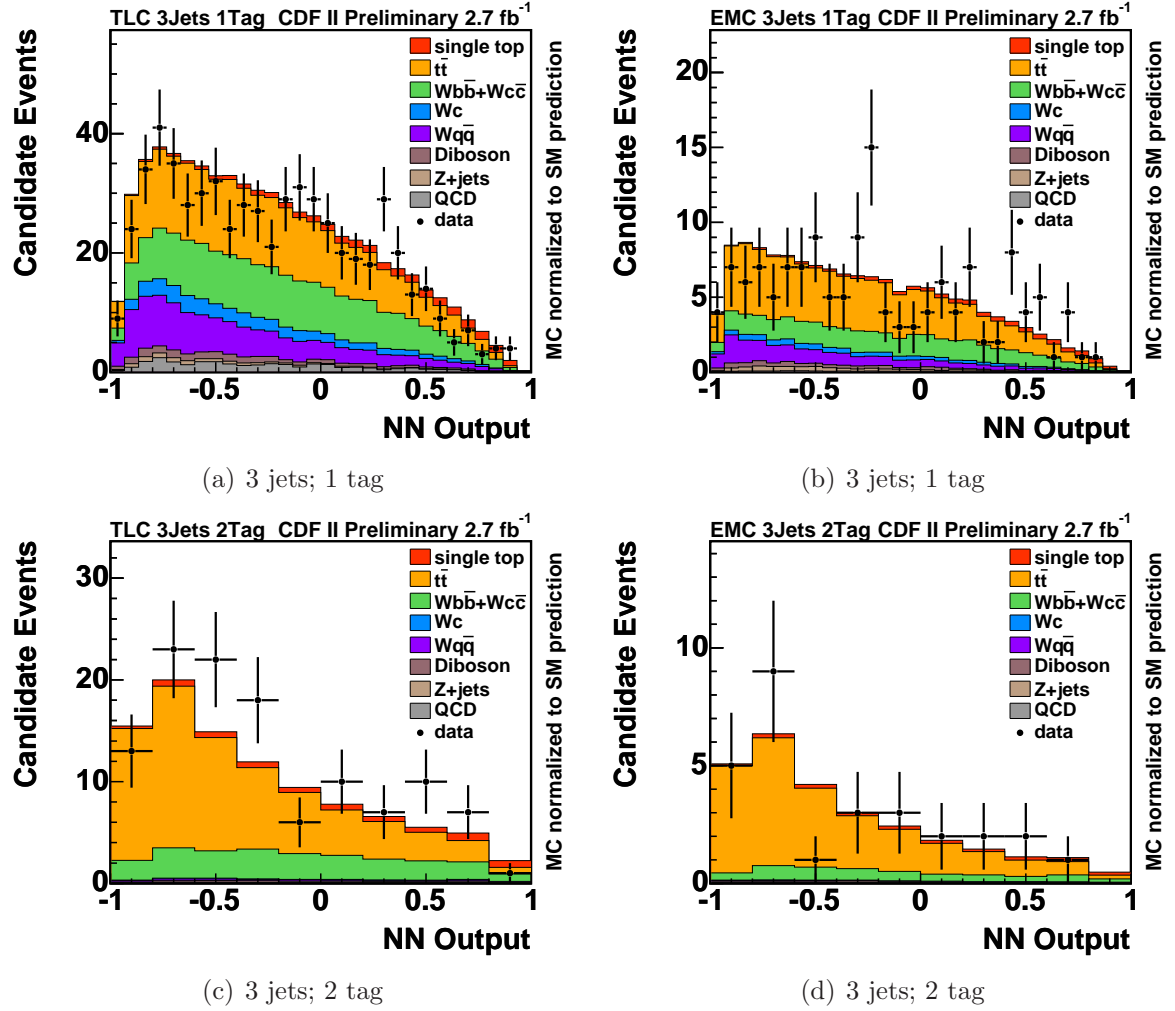 TLC 3Jets 1Tag CDF II Preliminary 2.7 fb⁻¹
Candidate Events
MC normalized to SM prediction
single top
tt̄
Wbb̄+Wcc̄
Wc
Wqq̄
Diboson
Z+jets
QCD
data
40
20
0
-1 -0.5 0 0.5 1
NN Output
(a) 3 jets; 1 tag
EMC 3Jets 1Tag CDF II Preliminary 2.7 fb⁻¹
Candidate Events
MC normalized to SM prediction
single top
tt̄
Wbb̄+Wcc̄
Wc
Wqq̄
Diboson
Z+jets
QCD
data
20
15
10
5
0
-1 -0.5 0 0.5 1
NN Output
(b) 3 jets; 1 tag
TLC 3Jets 2Tag CDF II Preliminary 2.7 fb⁻¹
Candidate Events
MC normalized to SM prediction
single top
tt̄
Wbb̄+Wcc̄
Wc
Wqq̄
Diboson
Z+jets
QCD
data
30
20
10
0
-1 -0.5 0 0.5 1
NN Output
(c) 3 jets; 2 tag
EMC 3Jets 2Tag CDF II Preliminary 2.7 fb⁻¹
Candidate Events
MC normalized to SM prediction
single top
tt̄
Wbb̄+Wcc̄
Wc
Wqq̄
Diboson
Z+jets
QCD
data
10
5
0
-1 -0.5 0 0.5 1
NN Output
(d) 3 jets; 2 tag